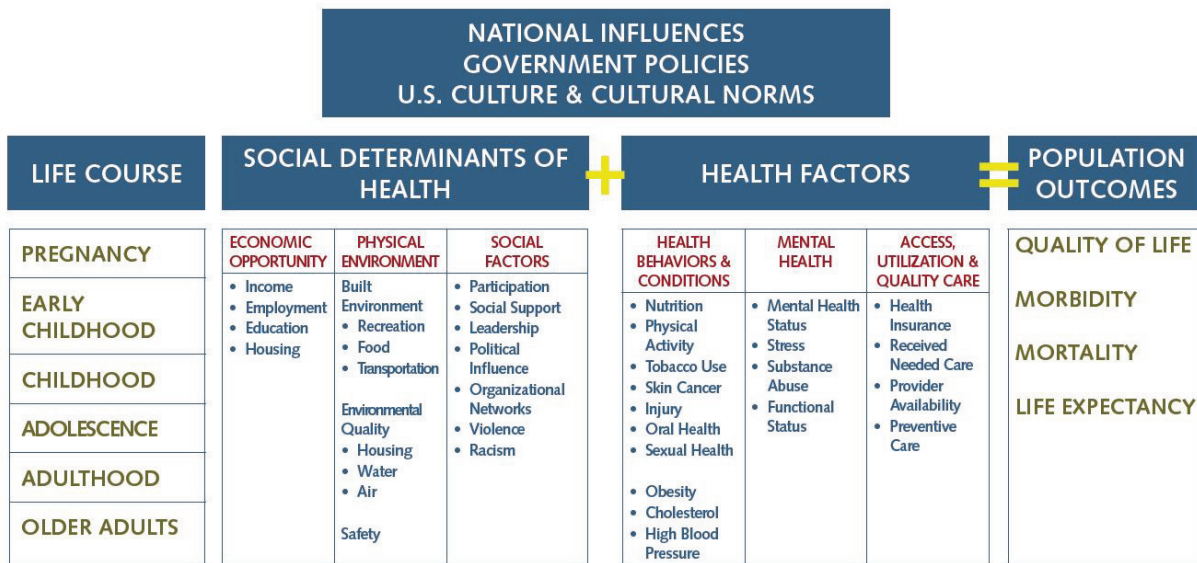 NATIONAL INFLUENCES
GOVERNMENT POLICIES
U.S. CULTURE & CULTURAL NORMS
LIFE COURSE
PREGNANCY
EARLY
CHILDHOOD
CHILDHOOD
ADOLESCENCE
ADULTHOOD
OLDER ADULTS
SOCIAL DETERMINANTS OF
HEALTH
ECONOMIC
OPPORTUNITY
• Income
• Employment
• Education
• Housing
PHYSICAL
ENVIRONMENT
Built
Environment
• Recreation
• Food
• Transportation
Environmental
Quality
• Housing
• Water
• Air
Safety
SOCIAL
FACTORS
• Participation
• Social Support
• Leadership
• Political
Influence
• Organizational
Networks
• Violence
• Racism
+
HEALTH FACTORS
HEALTH
BEHAVIORS &
CONDITIONS
• Nutrition
• Physical
Activity
• Tobacco Use
• Skin Cancer
• Injury
• Oral Health
• Sexual Health
• Obesity
• Cholesterol
• High Blood
Pressure
MENTAL
HEALTH
• Mental Health
Status
• Stress
• Substance
Abuse
• Functional
Status
ACCESS,
UTILIZATION &
QUALITY CARE
• Health
Insurance
• Received
Needed Care
• Provider
Availability
• Preventive
Care
=
POPULATION
OUTCOMES
QUALITY OF LIFE
MORBIDITY
MORTALITY
LIFE EXPECTANCY